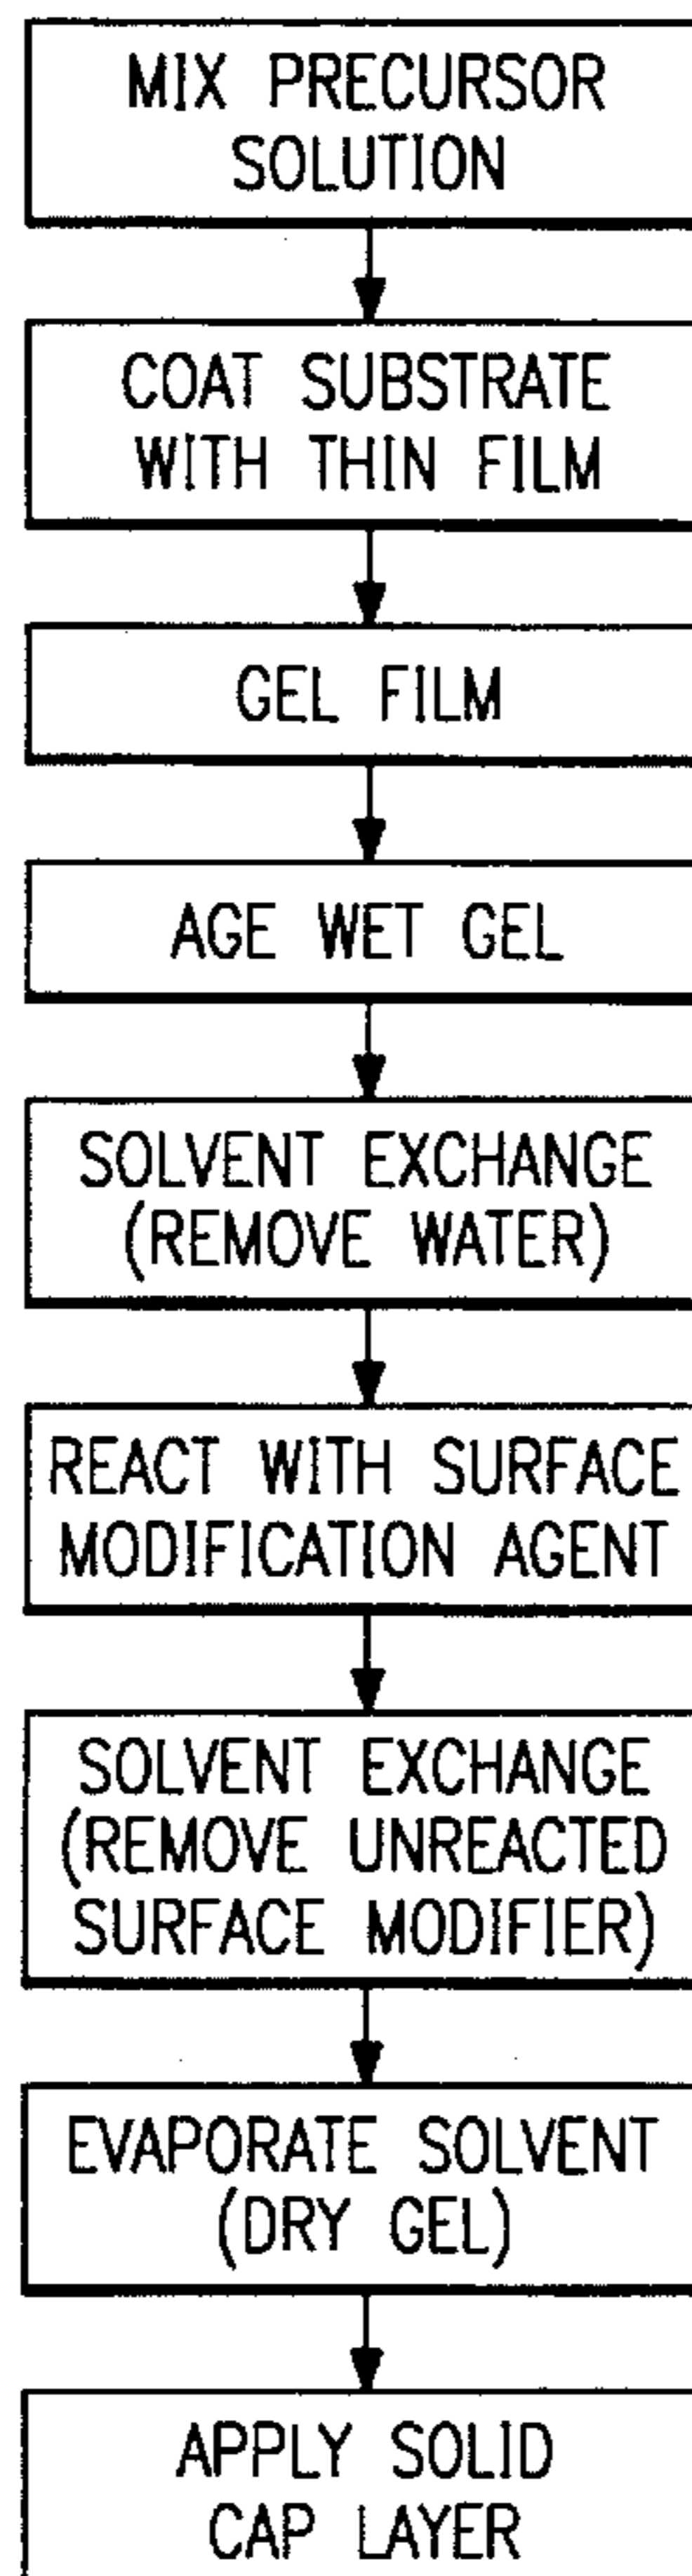 MIX PRECURSOR
SOLUTION
COAT SUBSTRATE
WITH THIN FILM
GEL FILM
AGE WET GEL
SOLVENT EXCHANGE
(REMOVE WATER)
REACT WITH SURFACE
MODIFICATION AGENT
SOLVENT EXCHANGE
(REMOVE UNREACTED
SURFACE MODIFIER)
EVAPORATE SOLVENT
(DRY GEL)
APPLY SOLID
CAP LAYER